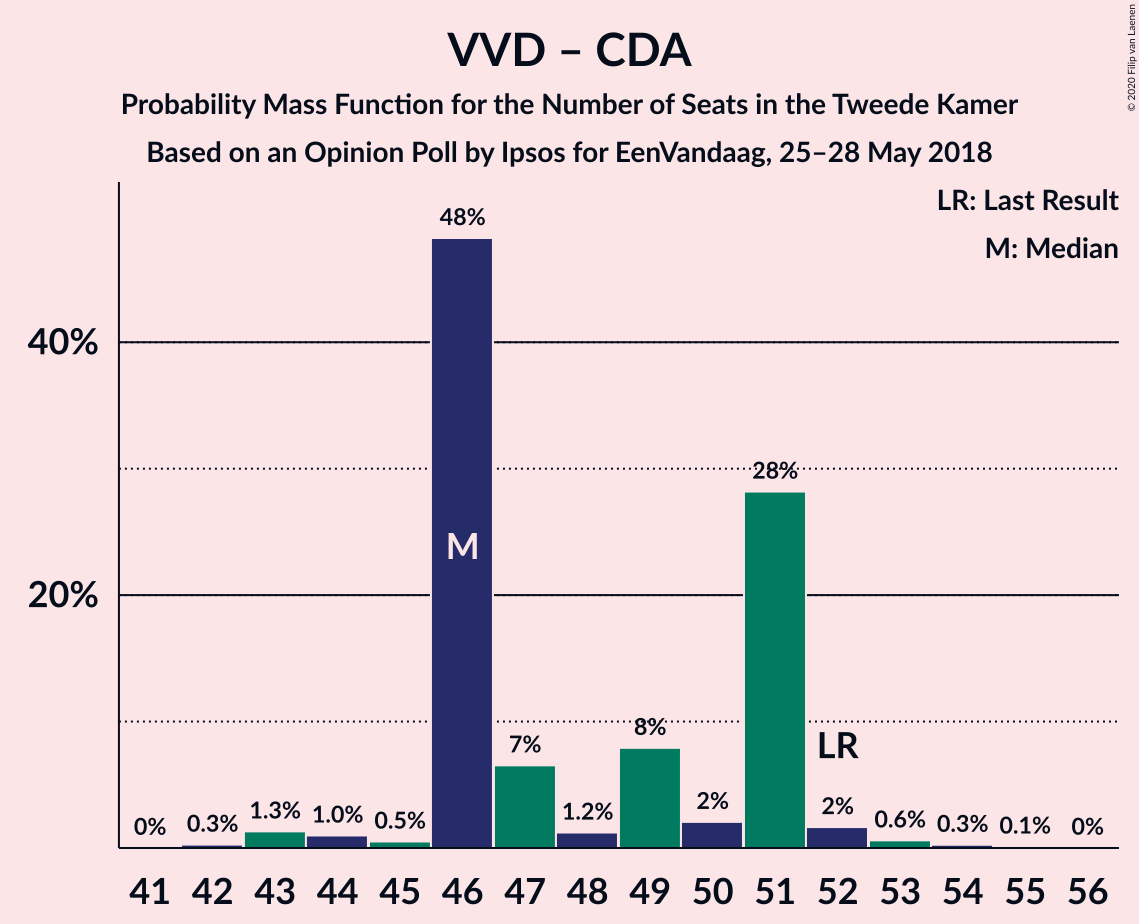 VVD – CDA
Probability Mass Function for the Number of Seats in the Tweede Kamer
Based on an Opinion Poll by Ipsos for EenVandaag, 25–28 May 2018
© 2020 Filip van Laenen
LR: Last Result
M: Median
48%
40%
28%
M
20%
8%
7%
LR
0%
0.3%
1.3%
1.0%
0.5%
1.2%
2%
2%
0.6%
0.3%
0.1%
0%
41 42 43 44 45 46 47 48 49 50 51 52 53 54 55 56